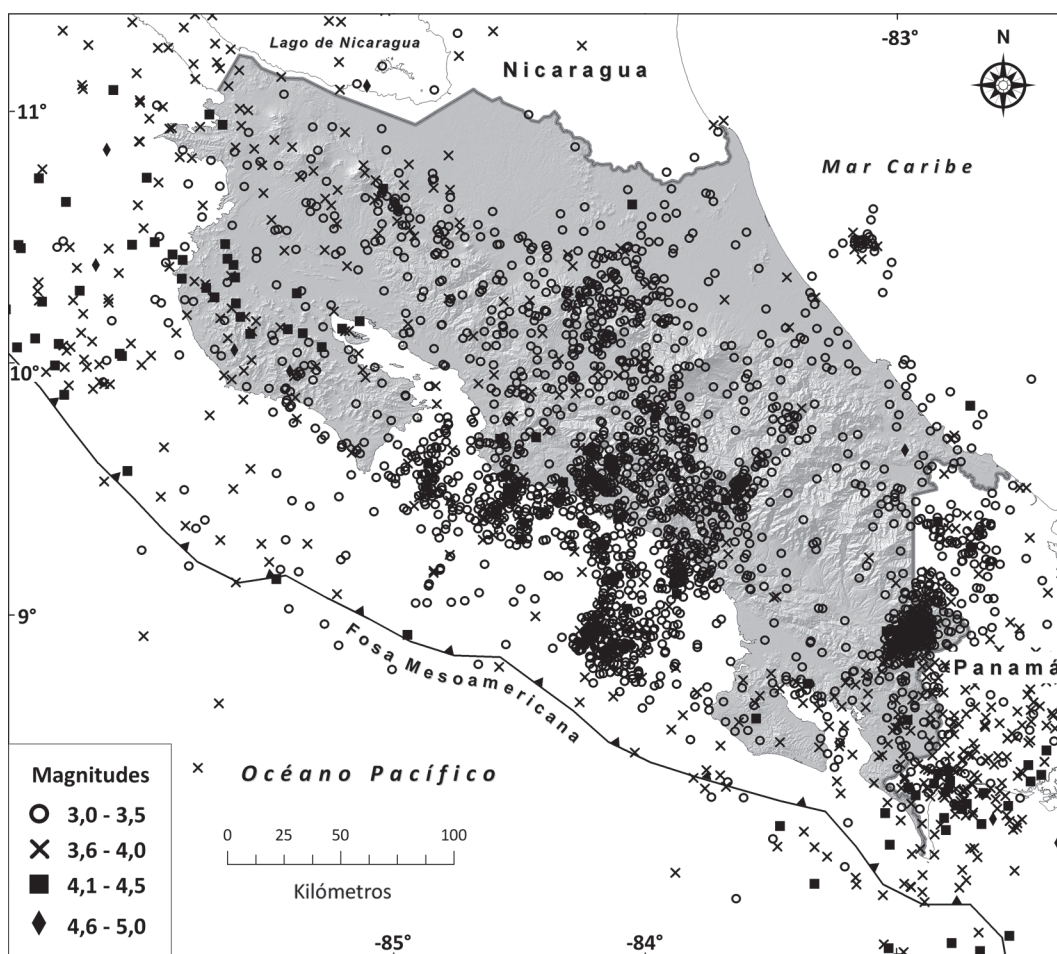 -83°
N
Lago de Nicaragua
Nicaragua
11°
Mar Caribe
10°
9°
Fosa Mesoamericana
Panamá
Océano Pacífico
Magnitudes
3,0 - 3,5
3,6 - 4,0
4,1 - 4,5
4,6 - 5,0
0 25 50 100
Kilómetros
-85°
-84°